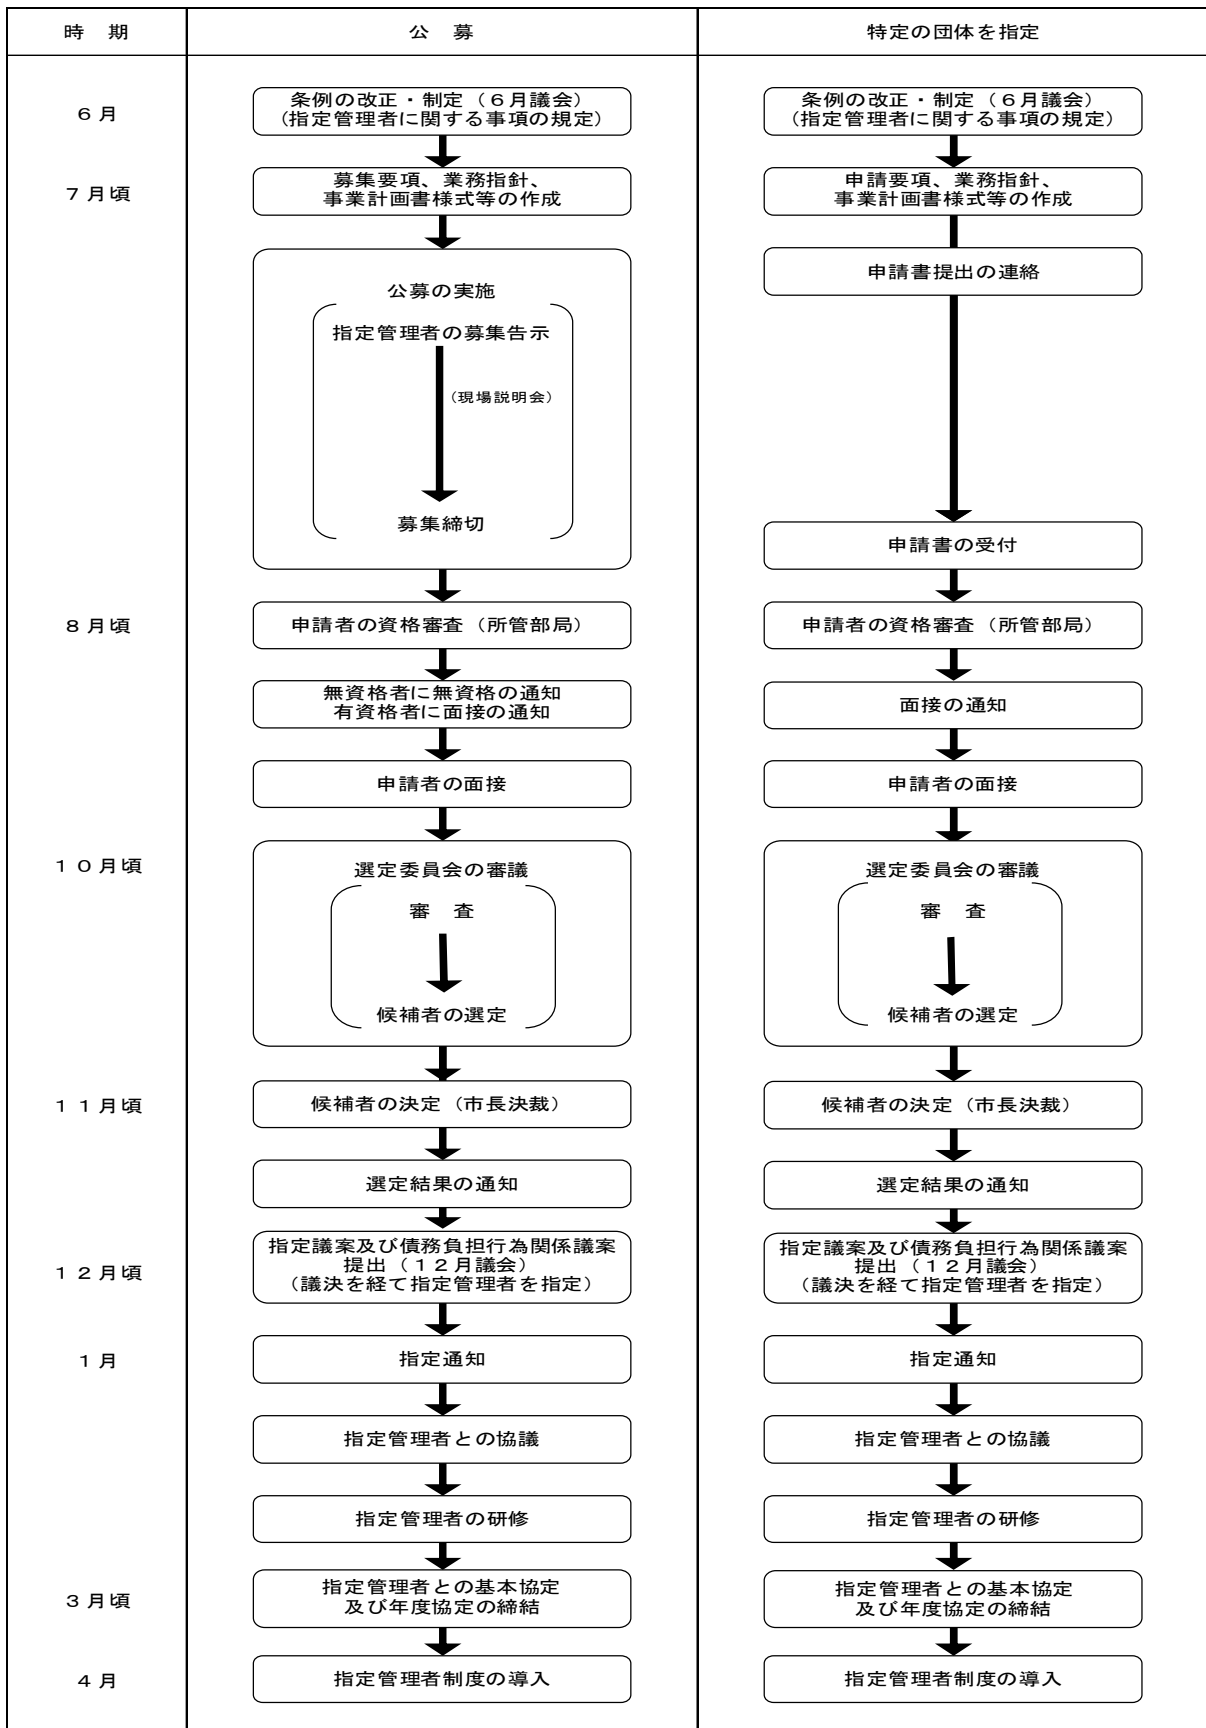 時　期
公　募
特定の団体を指定
６月
条例の改正・制定（６月議会）
（指定管理者に関する事項の規定）
条例の改正・制定（６月議会）
（指定管理者に関する事項の規定）
７月頃
募集要項、業務指針、
事業計画書様式等の作成
申請要項、業務指針、
事業計画書様式等の作成
公募の実施
指定管理者の募集告示
（現場説明会）
募集締切
申請書提出の連絡
申請書の受付
８月頃
申請者の資格審査（所管部局）
申請者の資格審査（所管部局）
無資格者に無資格の通知
有資格者に面接の通知
面接の通知
申請者の面接
申請者の面接
１０月頃
選定委員会の審議
審　査
候補者の選定
選定委員会の審議
審　査
候補者の選定
１１月頃
候補者の決定（市長決裁）
候補者の決定（市長決裁）
選定結果の通知
選定結果の通知
１２月頃
指定議案及び債務負担行為関係議案
提出（１２月議会）
（議決を経て指定管理者を指定）
指定議案及び債務負担行為関係議案
提出（１２月議会）
（議決を経て指定管理者を指定）
１月
指定通知
指定通知
指定管理者との協議
指定管理者との協議
指定管理者の研修
指定管理者の研修
３月頃
指定管理者との基本協定
及び年度協定の締結
指定管理者との基本協定
及び年度協定の締結
４月
指定管理者制度の導入
指定管理者制度の導入